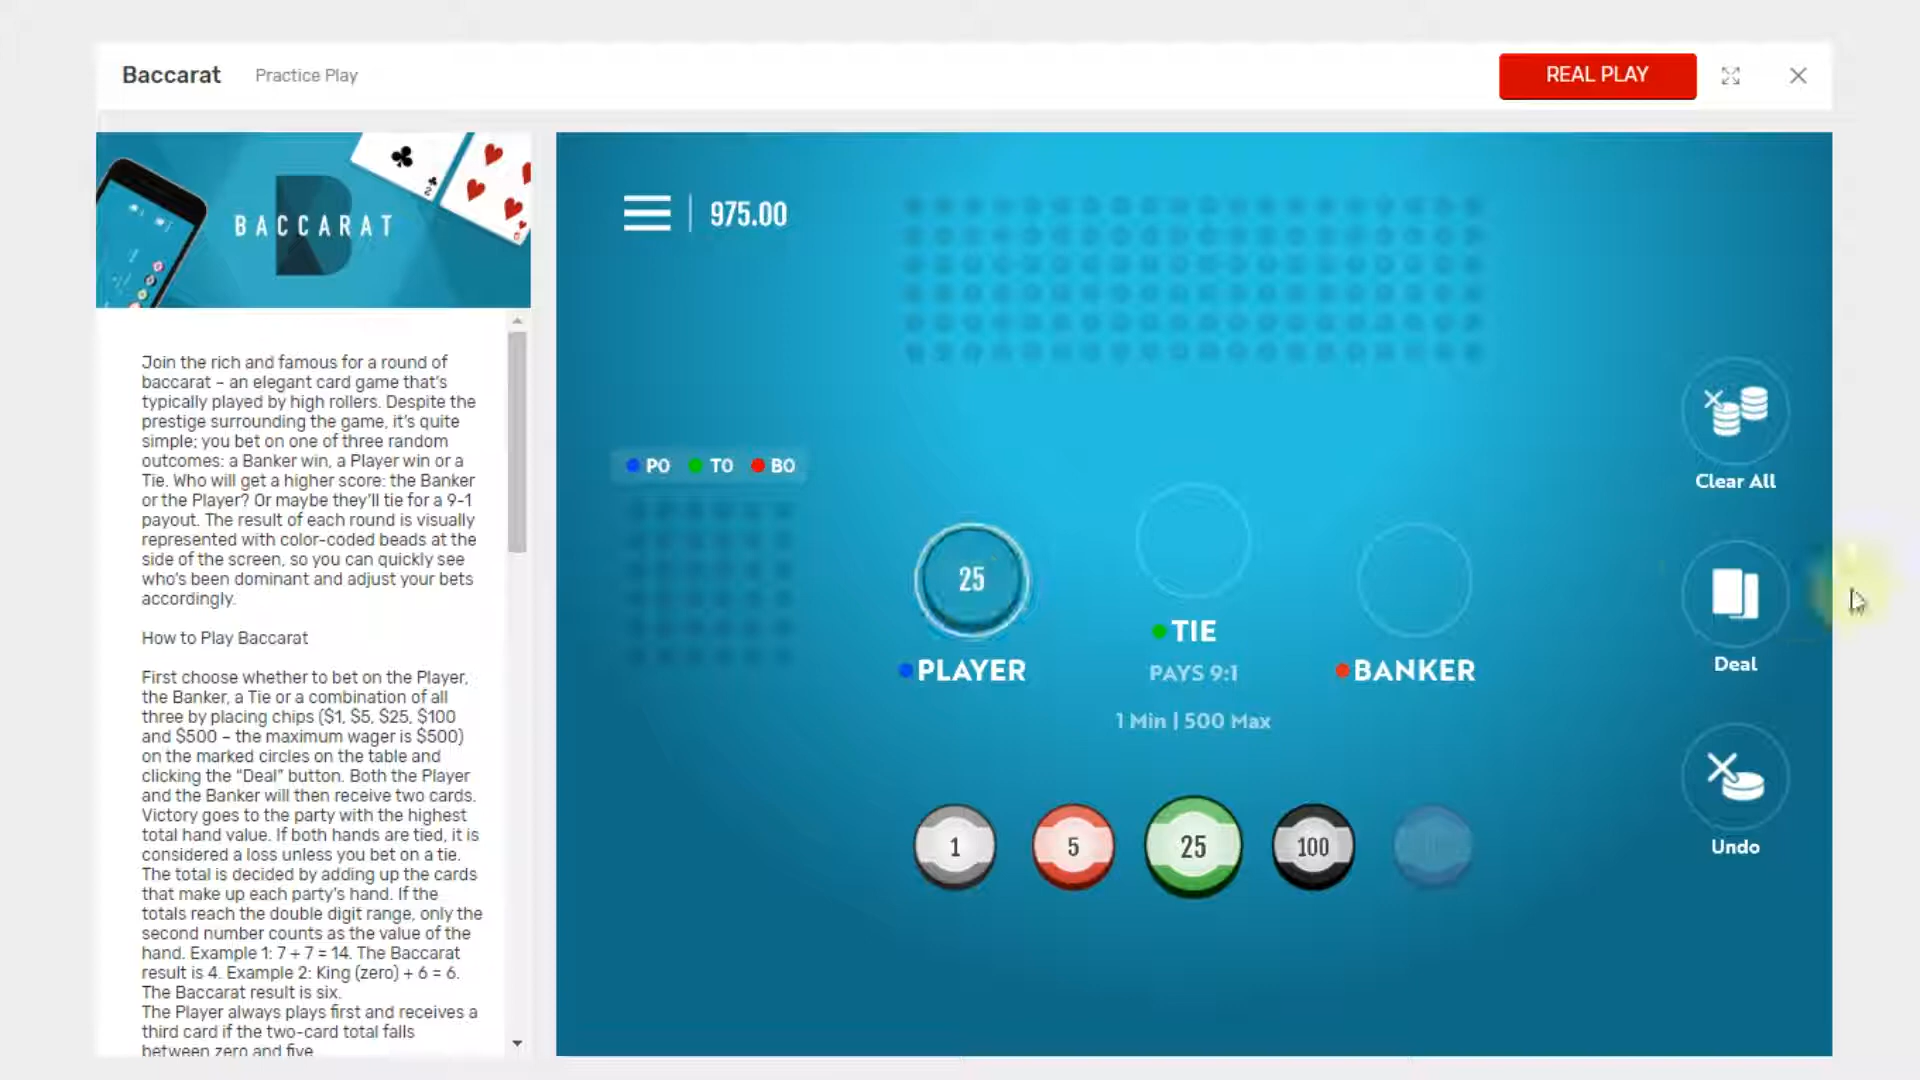 Baccarat
Practice Play
REAL PLAY
BACCARAT
2
Join the rich and famous for a round of
baccarat – an elegant card game that's
typically played by high rollers. Despite the
prestige surrounding the game, it's quite
simple; you bet on one of three random
outcomes: a Banker win, a Player win or a
Tie. Who will get a higher score: the Banker
or the Player? Or maybe they'll tie for a 9-1
payout. The result of each round is visually
represented with color-coded beads at the
side of the screen, so you can quickly see
who's been dominant and adjust your bets
accordingly.
How to Play Baccarat
First choose whether to bet on the Player,
the Banker, a Tie or a combination of all
three by placing chips ($1, $5, $25, $100
and $500 – the maximum wager is $500)
on the marked circles on the table and
clicking the "Deal" button. Both the Player
and the Banker will then receive two cards.
Victory goes to the party with the highest
total hand value. If both hands are tied, it is
considered a loss unless you bet on a tie.
The total is decided by adding up the cards
that make up each party's hand. If the
totals reach the double digit range, only the
second number counts as the value of the
hand. Example 1: 7 + 7 = 14. The Baccarat
result is 4. Example 2: King (zero) + 6 = 6.
The Baccarat result is six.
The Player always plays first and receives a
third card if the two-card total falls
between zero and five
975.00
P0 T0 B0
25
PLAYER
TIE
PAYS 9:1
BANKER
1 Min | 500 Max
1 5 25 100
Clear All
Deal
Undo